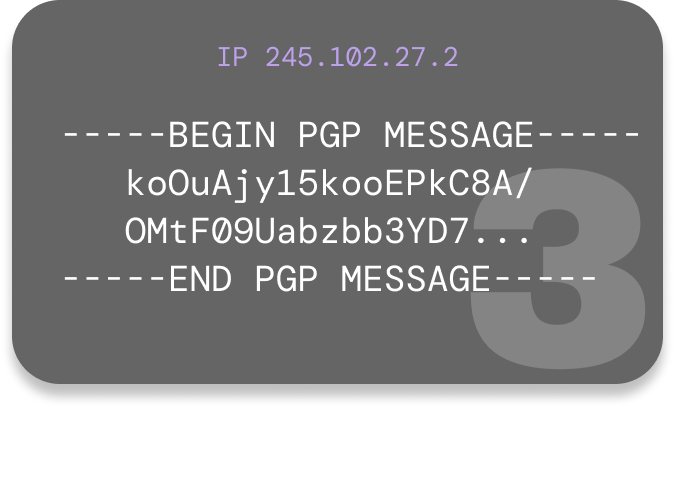 IP 245.102.27.2
-----BEGIN PGP MESSAGE-----
koOuAjy15kooEPkC8A/
OMtF09Uabzbb3YD7...
-----END PGP MESSAGE-----
3